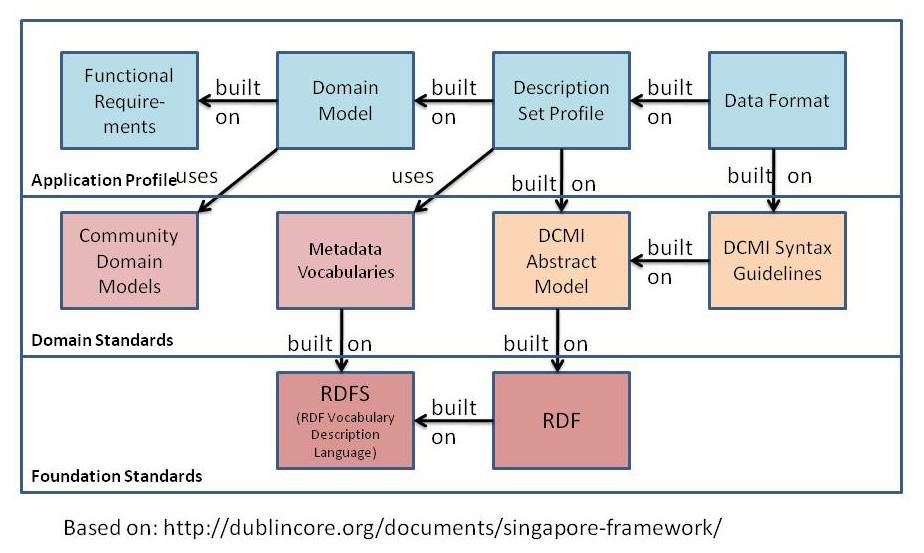 Functional
Require-
ments
built
on
Domain
Model
built
on
Description
Set Profile
built
on
Data Format
Application Profile
uses
uses
built on
built on
Community
Domain
Models
Metadata
Vocabularies
DCMI
Abstract
Model
built
on
DCMI Syntax
Guidelines
Domain Standards
built on
built on
RDFS
(RDF Vocabulary
Description
Language)
built
on
RDF
Foundation Standards
Based on: http://dublincore.org/documents/singapore-framework/